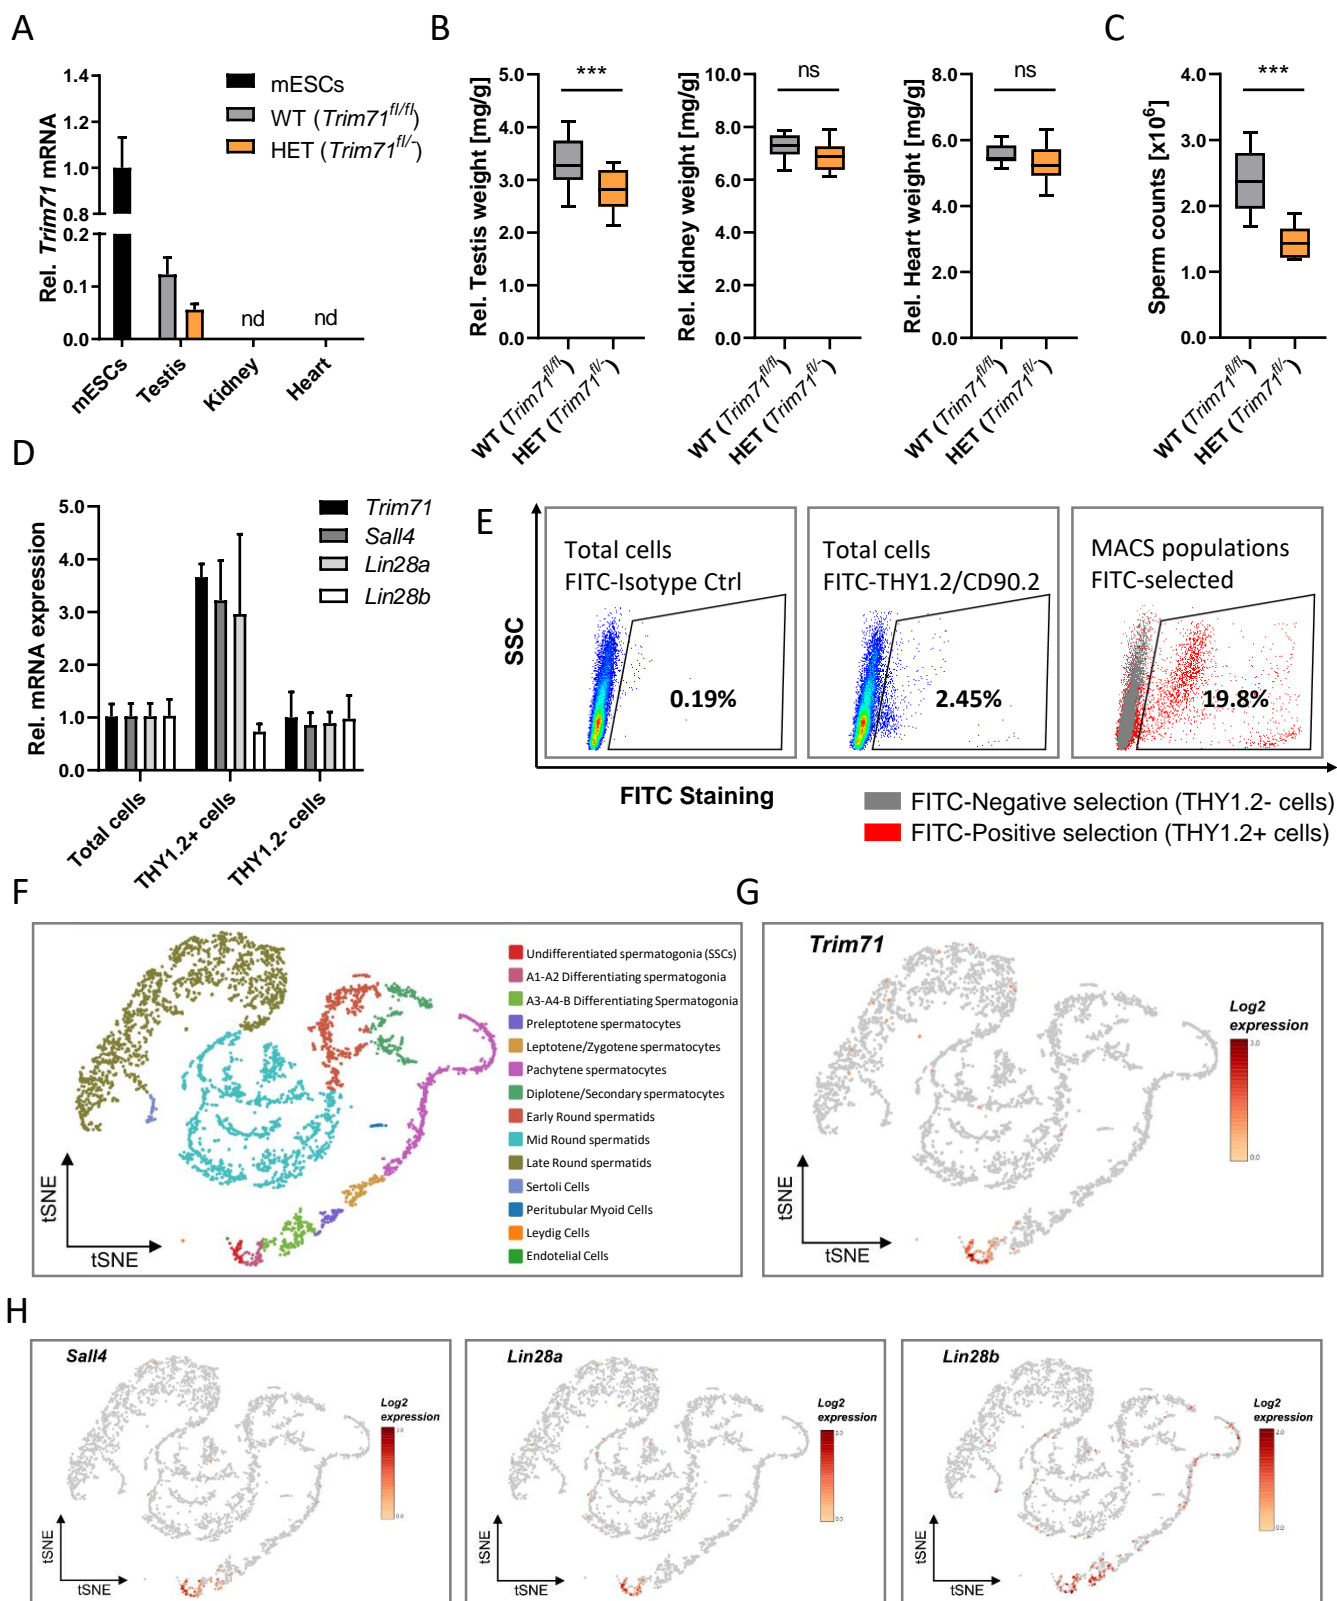 A
Rel. Trim71 mRNA
1.4
1.2
1.0
0.8
0.2
0.1
0.0
mESCs
WT (Trim71fl/fl)
HET (Trim71fl/-)
nd
nd
mESCs
Testis
Kidney
Heart
B
Rel. Testis weight [mg/g]
5.0
4.0
3.0
2.0
1.0
0.0
***
WT (Trim71fl/fl)
HET (Trim71fl/-)
Rel. Kidney weight [mg/g]
10.0
8.0
6.0
4.0
2.0
0.0
ns
WT (Trim71fl/fl)
HET (Trim71fl/-)
Rel. Heart weight [mg/g]
8.0
6.0
4.0
2.0
0.0
ns
WT (Trim71fl/fl)
HET (Trim71fl/-)
C
Sperm counts [x10⁶]
4.0
3.0
2.0
1.0
0.0
***
WT (Trim71fl/fl)
HET (Trim71fl/-)
D
Rel. mRNA expression
5.0
4.0
3.0
2.0
1.0
0.0
Trim71
Sall4
Lin28a
Lin28b
Total cells
THY1.2+ cells
THY1.2- cells
E
SSC
Total cells
FITC-Isotype Ctrl
0.19%
Total cells
FITC-THY1.2/CD90.2
2.45%
MACS populations
FITC-selected
19.8%
FITC Staining
FITC-Negative selection (THY1.2- cells)
FITC-Positive selection (THY1.2+ cells)
F
tSNE
tSNE
Undifferentiated spermatogonia (SSCs)
A1-A2 Differentiating spermatogonia
A3-A4-B Differentiating Spermatogonia
Preleptotene spermatocytes
Leptotene/Zygotene spermatocytes
Pachytene spermatocytes
Diplotene/Secondary spermatocytes
Early Round spermatids
Mid Round spermatids
Late Round spermatids
Sertoli Cells
Peritubular Myoid Cells
Leydig Cells
Endotelial Cells
G
Trim71
Log2
expression
0.0
tSNE
tSNE
H
Sall4
Log2
expression
0.0
tSNE
tSNE
Lin28a
Log2
expression
2.0
0.0
tSNE
tSNE
Lin28b
Log2
expression
2.0
0.0
tSNE
tSNE